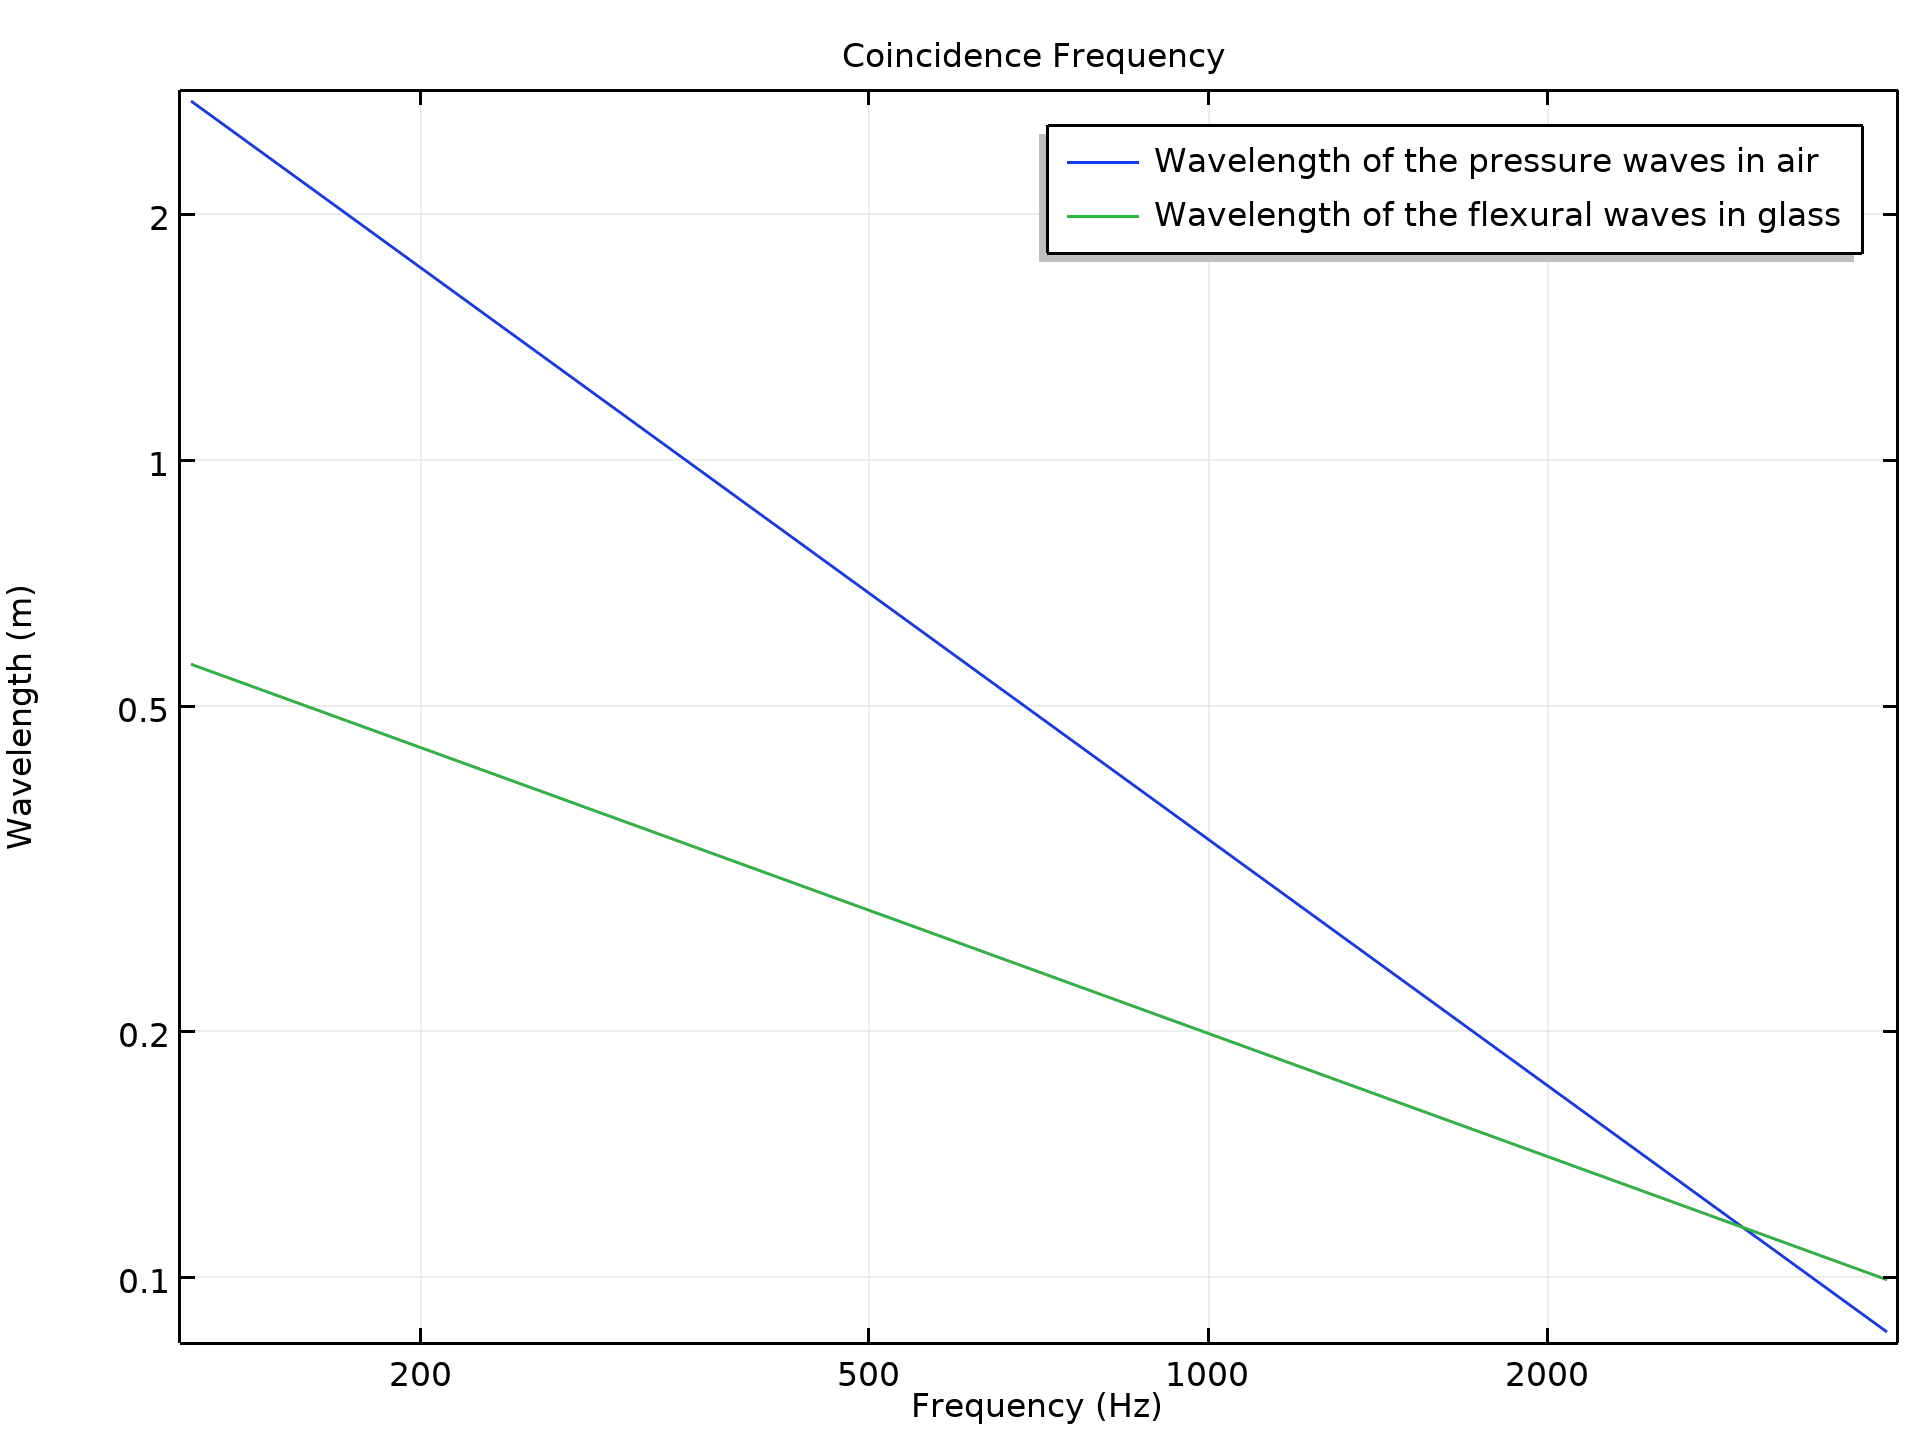 Coincidence Frequency
Wavelength of the pressure waves in air
Wavelength of the flexural waves in glass
Wavelength (m)
2
1
0.5
0.2
0.1
200
500
1000
2000
Frequency (Hz)